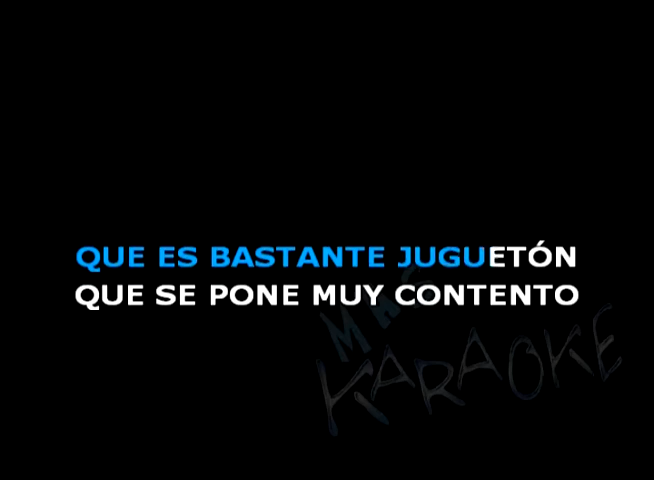 QUE ES BASTANTE JUGUETÓN
QUE SE PONE MUY CONTENTO
KARAOKE